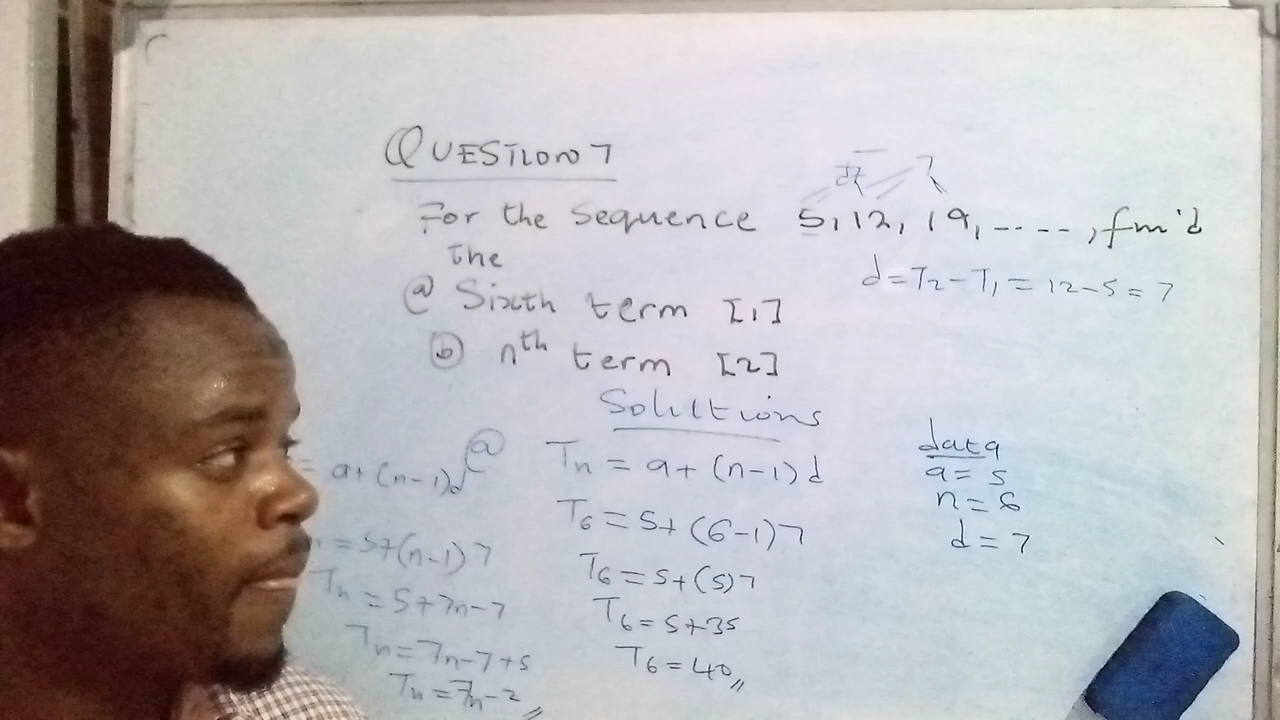 QUESTION 7
For the sequence 5, 12, 19, ----, find
the
d = T2 - T1 = 12 - 5 = 7
(a) Sixth term [1]
(b) nth term [2]
Solutions
(a) Tn = a + (n-1)d
T6 = 5 + (6-1)7
T6 = 5 + (5)7
T6 = 5 + 35
T6 = 40
data
a = 5
n = 6
d = 7
= a + (n-1)d
= 5 + (n-1)7
Tn = 5 + 7n - 7
Tn = 7n - 7 + 5
Tn = 7n - 2